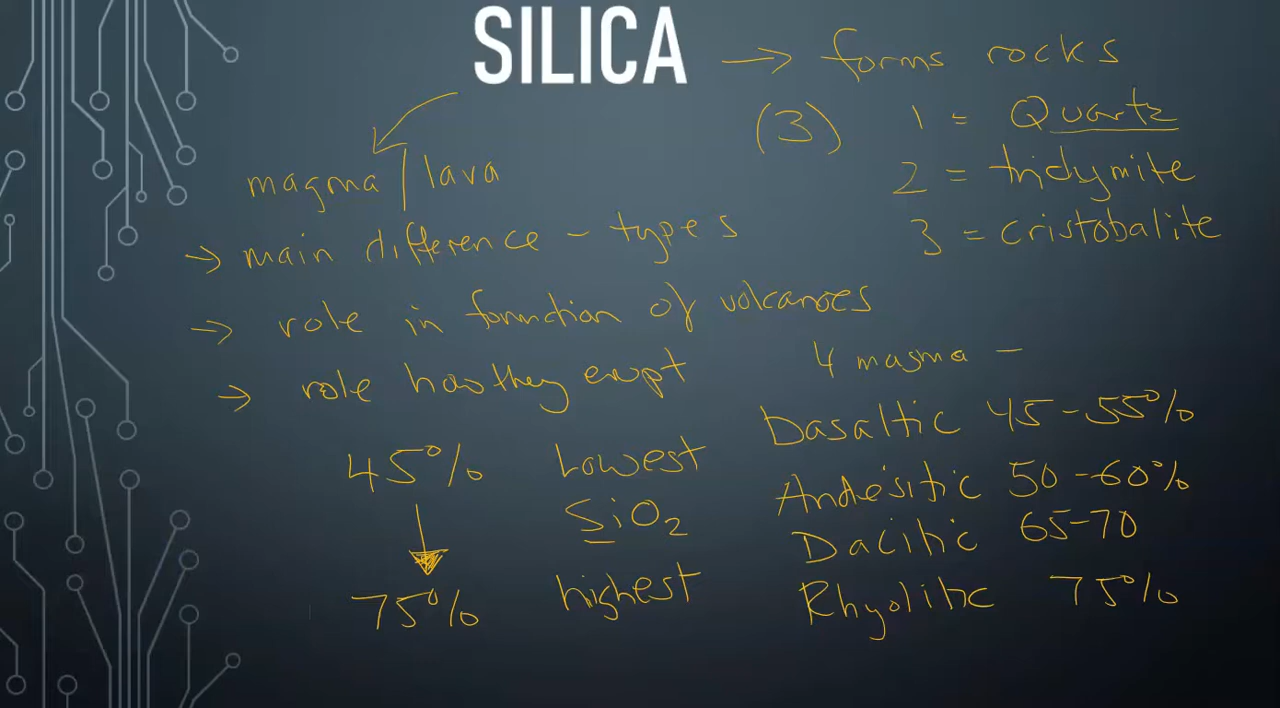 SILICA → forms rocks
(3) 1 = Quartz
2 = tridymite
3 = cristobalite
magma | lava
→ main difference - types
→ role in formation of volcanoes
→ role how they erupt
45% Lowest
SiO2
75% highest
4 magma -
basaltic 45-55%
Andesitic 50-60%
Dacitic 65-70
Rhyolitic 75%